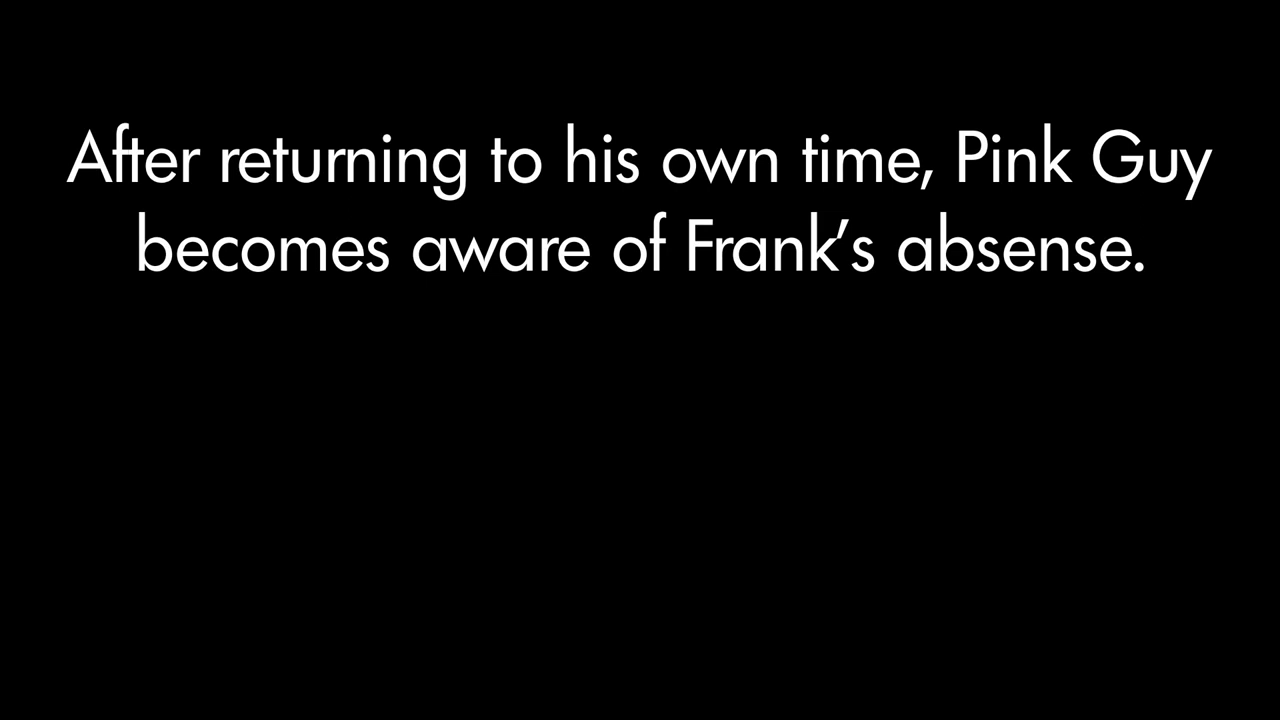 After returning to his own time, Pink Guy
becomes aware of Frank’s absense.